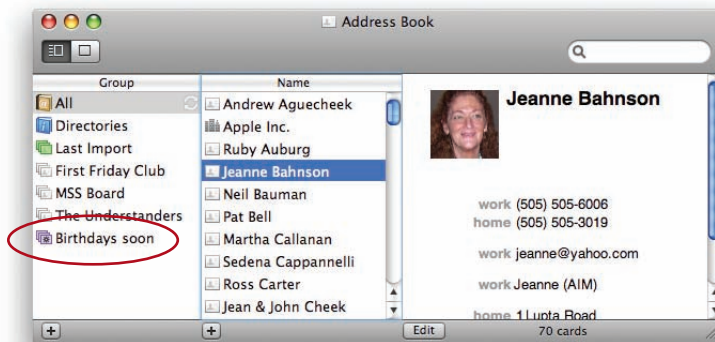 Address Book
Group
Name
All
Directories
Last Import
First Friday Club
MSS Board
The Understanders
Birthdays soon
Andrew Aguecheek
Apple Inc.
Ruby Auburg
Jeanne Bahnson
Neil Bauman
Pat Bell
Martha Callanan
Sedena Cappannelli
Ross Carter
Jean & John Cheek
Jeanne Bahnson
work (505) 505-6006
home (505) 505-3019
work jeanne@yahoo.com
work Jeanne (AIM)
home 1 Lupta Road
Edit
70 cards